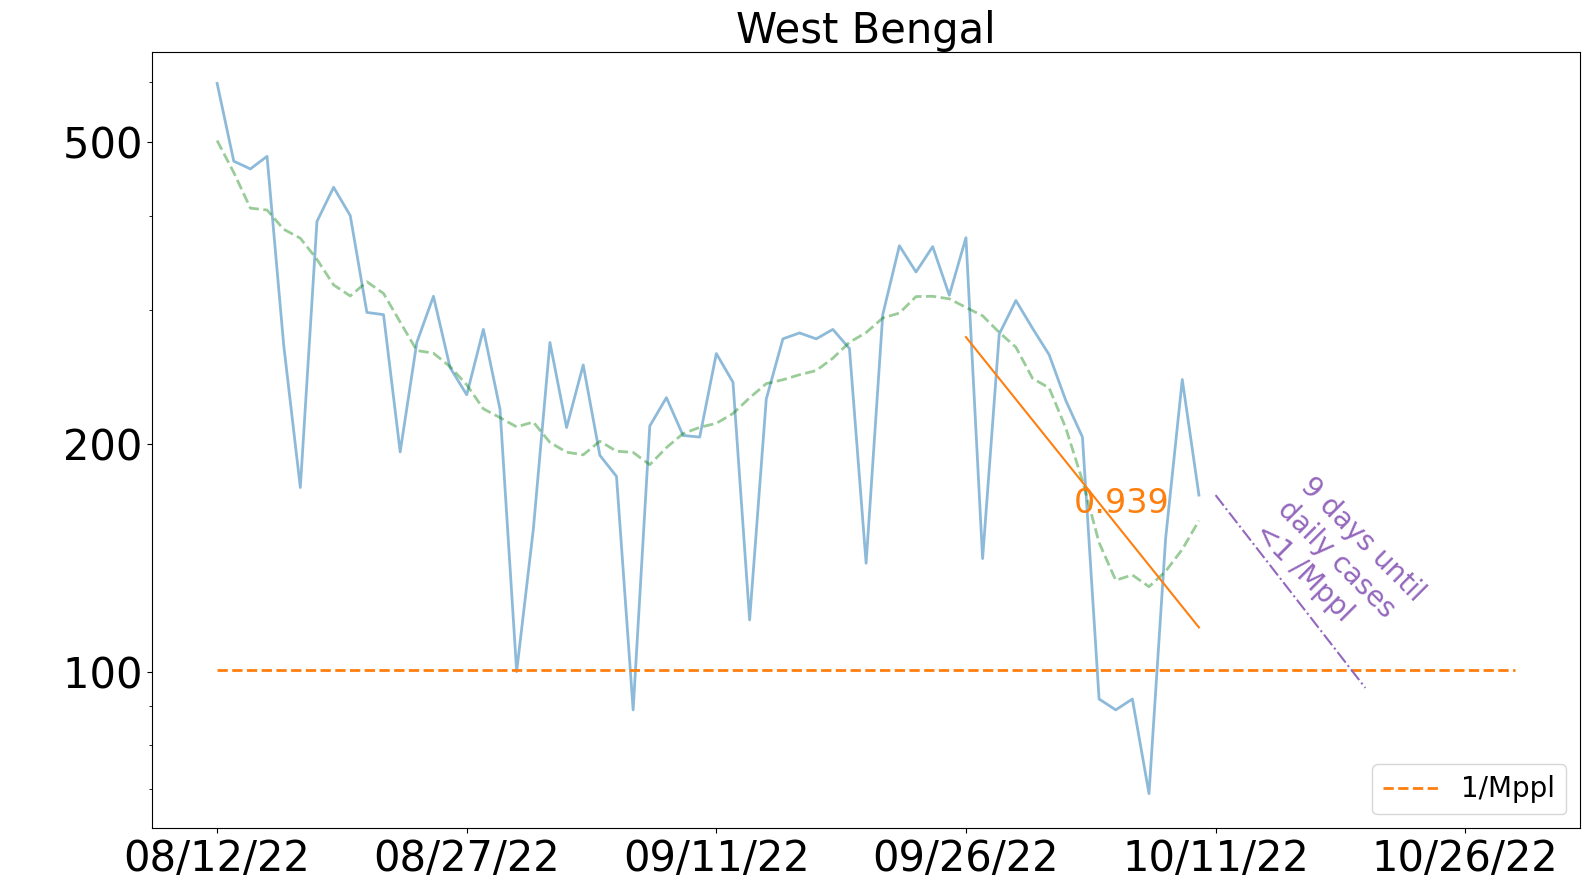 West Bengal
500
200
100
0.939
9 days until
daily cases
<1 /Mppl
1/Mppl
08/12/22
08/27/22
09/11/22
09/26/22
10/11/22
10/26/22